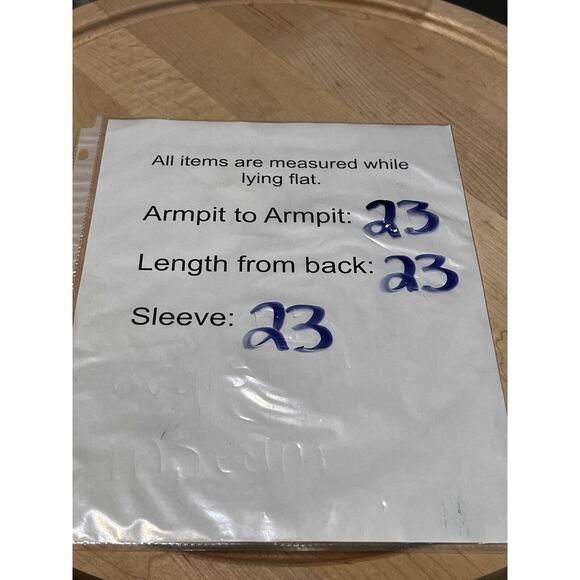 All items are measured while
lying flat.
Armpit to Armpit: 23
Length from back: 23
Sleeve: 23